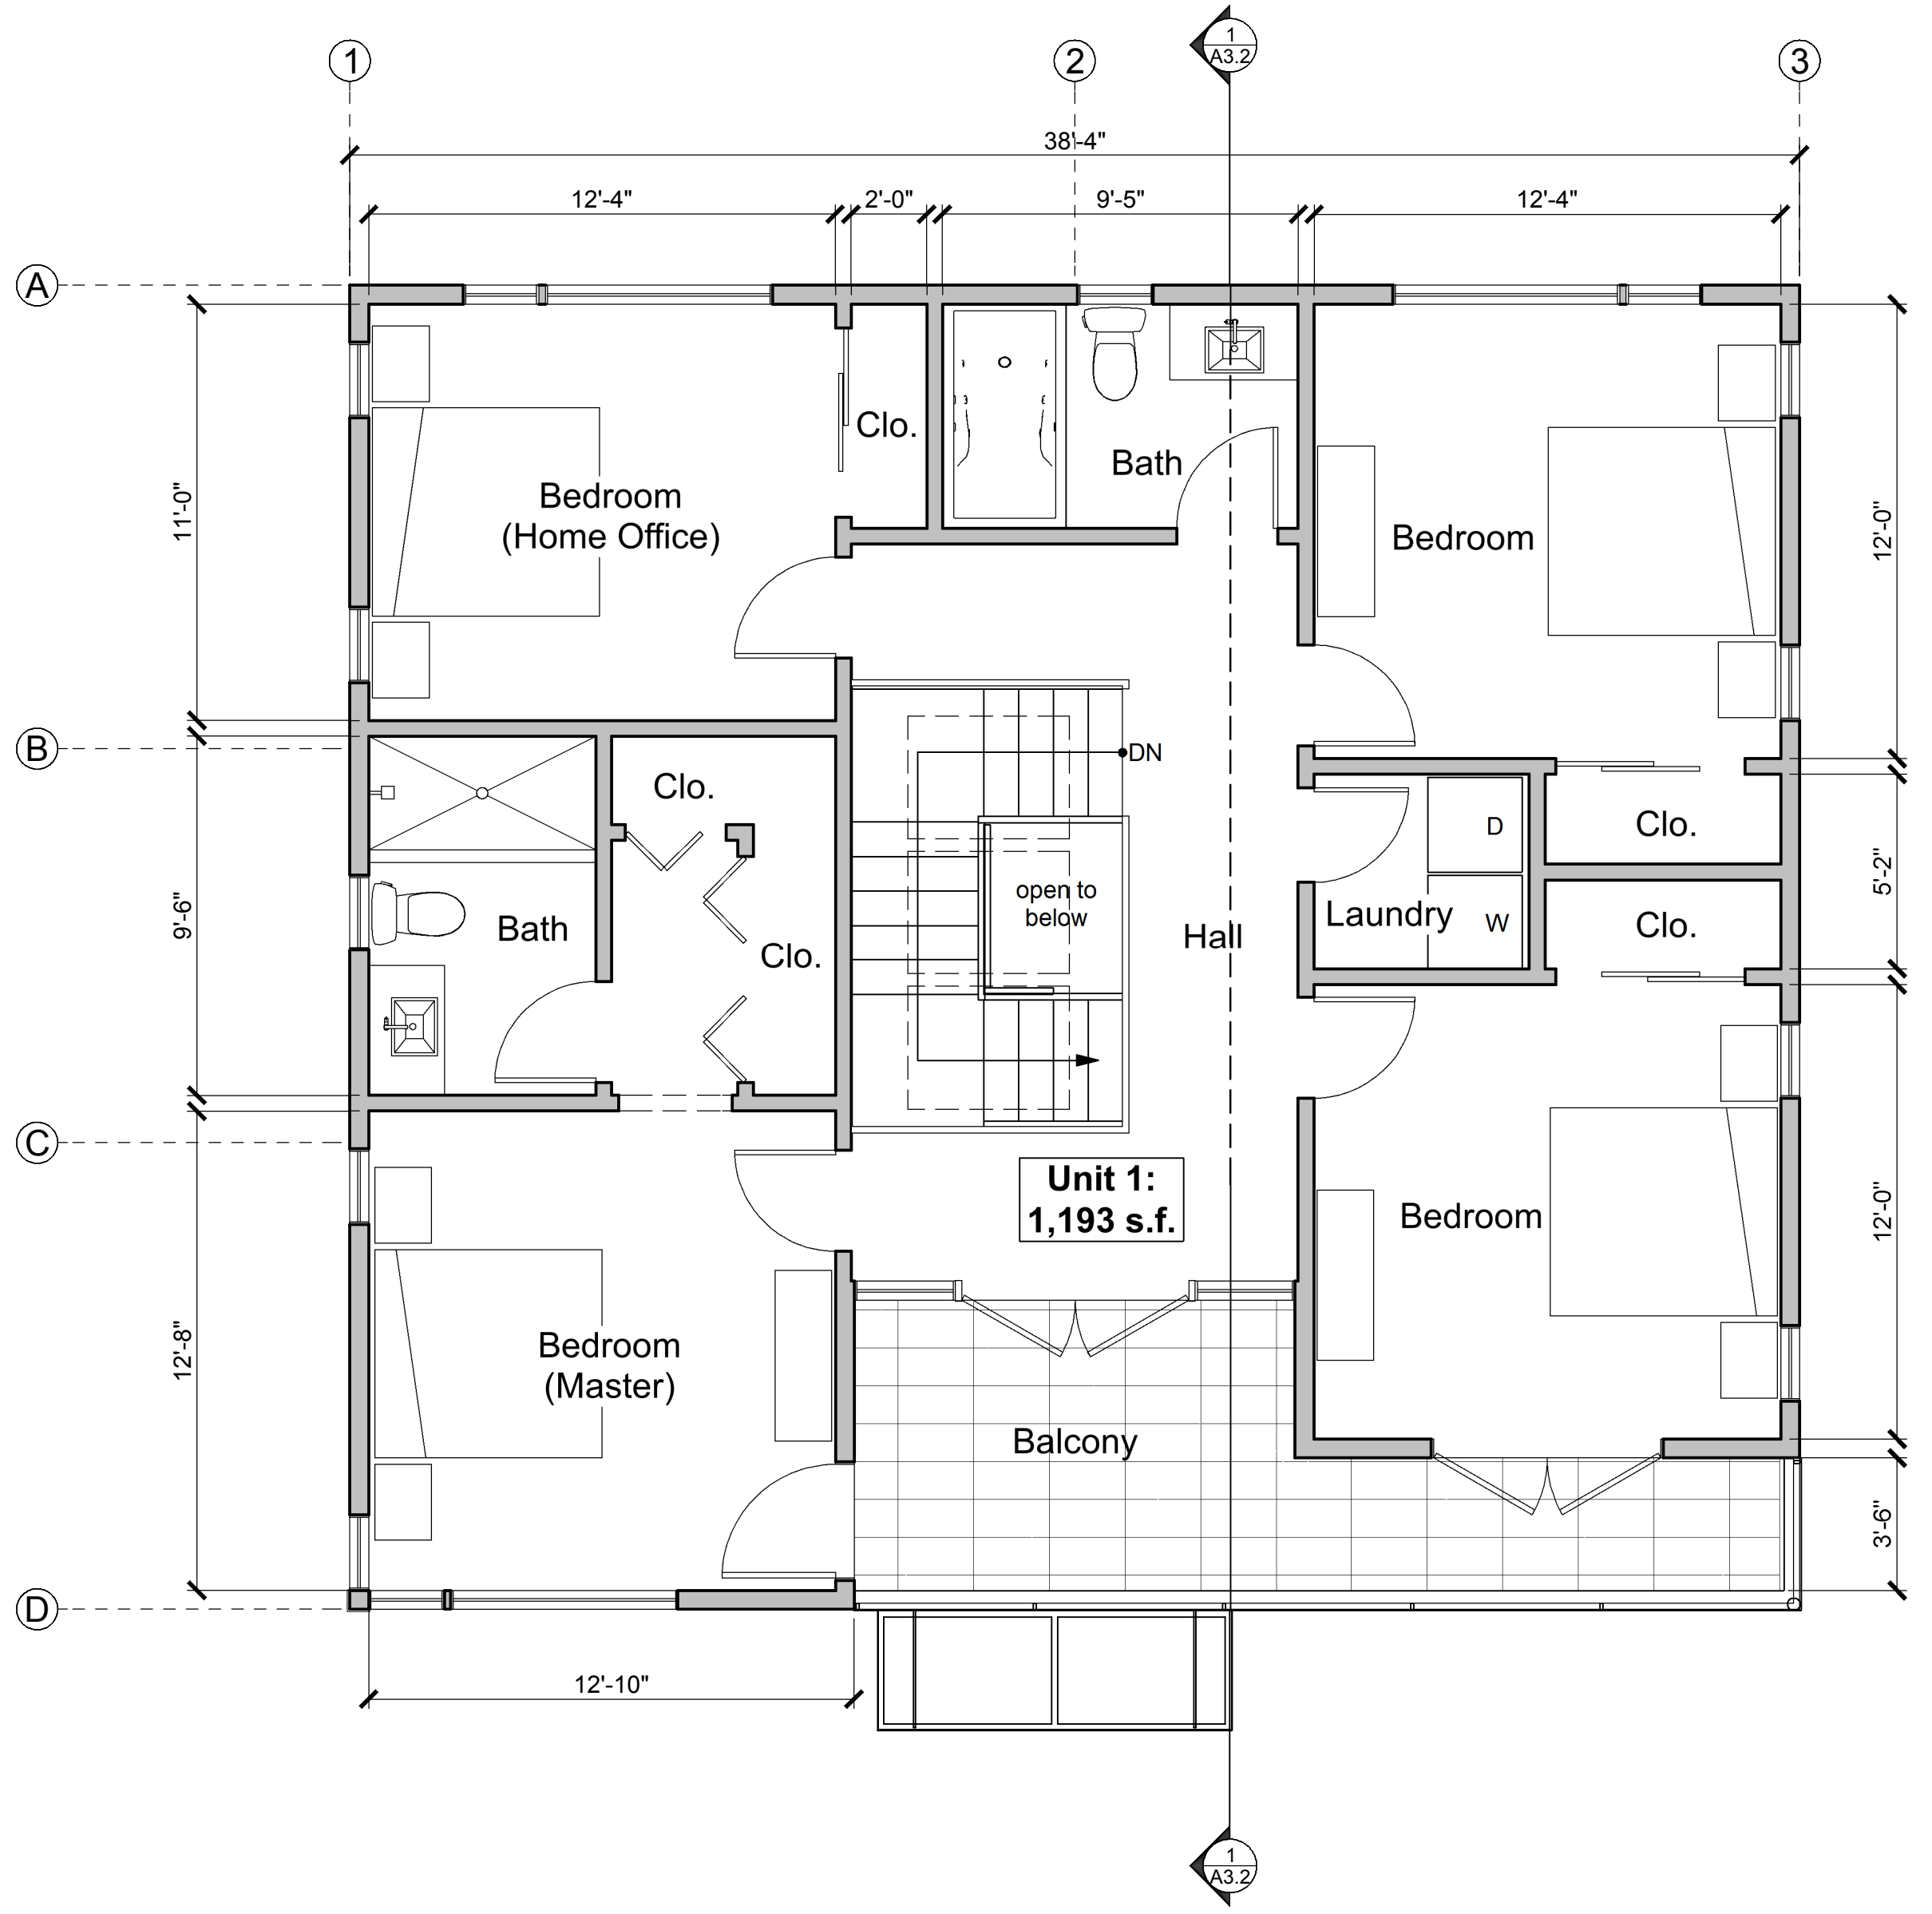 1
A3.2
1
2
3
38'-4"
12'-4"
2'-0"
9'-5"
12'-4"
A
B
C
D
11'-0"
9'-6"
12'-8"
Bedroom
(Home Office)
Clo.
Bath
Bedroom
12'-0"
DN
Clo.
D
Clo.
open to
below
5'-2"
Bath
Laundry
W
Clo.
Hall
Clo.
Unit 1:
1,193 s.f.
Bedroom
12'-0"
Bedroom
(Master)
Balcony
3'-6"
12'-10"
1
A3.2